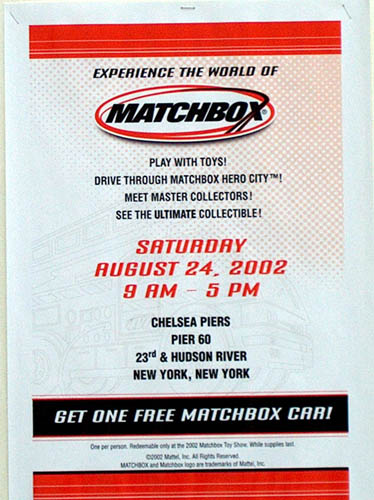 EXPERIENCE THE WORLD OF
MATCHBOX®
PLAY WITH TOYS!
DRIVE THROUGH MATCHBOX HERO CITY™!
MEET MASTER COLLECTORS!
SEE THE ULTIMATE COLLECTIBLE!
SATURDAY
AUGUST 24, 2002
9 AM – 5 PM
CHELSEA PIERS
PIER 60
23rd & HUDSON RIVER
NEW YORK, NEW YORK
GET ONE FREE MATCHBOX CAR!
One per person. Redeemable only at the 2002 Matchbox Toy Show. While supplies last.
©2002 Mattel, Inc. All Rights Reserved.
MATCHBOX and Matchbox logo are trademarks of Mattel, Inc.